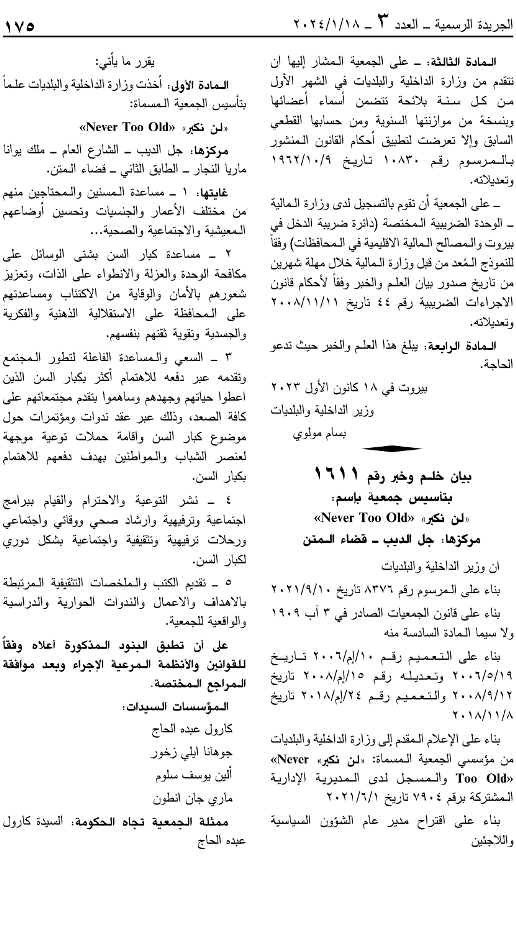 الجريدة الرسمية ـ العدد ٣ ـ ٢٠٢٤/١/١٨
١٧٥
المادة الثالثة: ـ على الجمعية المشار إليها ان
تتقدم من وزارة الداخلية والبلديات في الشهر الأول
من كل سنة بلائحة تتضمن أسماء أعضائها
وبنسخة من موازنتها السنوية ومن حسابها القطعي
السابق وإلا تعرضت لتطبيق أحكام القانون المنشور
بالمرسوم رقم ١٠٨٣٠ تاريخ ١٩٦٢/١٠/٩
وتعديلاته.
ـ على الجمعية أن تقوم بالتسجيل لدى وزارة المالية
ـ الوحدة الضريبية المختصة (دائرة ضريبة الدخل في
بيروت والمصالح المالية الاقليمية في المحافظات) وفقاً
للنموذج المُعد من قبل وزارة المالية خلال مهلة شهرين
من تاريخ صدور بيان العلم والخبر وفقاً لأحكام قانون
الاجراءات الضريبية رقم ٤٤ تاريخ ٢٠٠٨/١١/١١
وتعديلاته.
المادة الرابعة: يبلغ هذا العلم والخبر حيث تدعو
الحاجة.
بيروت في ١٨ كانون الأول ٢٠٢٣
وزير الداخلية والبلديات
بسام مولوي
بيان علم وخبر رقم ١٦١١
بتأسيس جمعية بإسم:
«لن نكبر» «Never Too Old»
مركزها: جل الديب ـ قضاء المتن
ان وزير الداخلية والبلديات
بناء على المرسوم رقم ٨٣٧٦ تاريخ ٢٠٢١/٩/١٠
بناء على قانون الجمعيات الصادر في ٣ آب ١٩٠٩
ولا سيما المادة السادسة منه
بناء على التعميم رقم ١٠/إم/٢٠٠٦ تاريخ
٢٠٠٦/٥/١٩ وتعديله رقم ١٥/إم/٢٠٠٨ تاريخ
٢٠٠٨/٩/١٢ والتعميم رقم ٢٤/إم/٢٠١٨ تاريخ
٢٠١٨/١١/٨
بناء على الإعلام المقدم إلى وزارة الداخلية والبلديات
من مؤسسي الجمعية المسماة: «لن نكبر» «Never
Too Old» والمسجل لدى المديرية الإدارية
المشتركة برقم ٧٩٠٤ تاريخ ٢٠٢١/٦/١
بناء على اقتراح مدير عام الشؤون السياسية
واللاجئين
يقرر ما يأتي:
المادة الأولى: أخذت وزارة الداخلية والبلديات علماً
بتأسيس الجمعية المسماة:
«لن نكبر» «Never Too Old»
مركزها: جل الديب ـ الشارع العام ـ ملك يوانا
ماريا النجار ـ الطابق الثاني ـ قضاء المتن.
غايتها: ١ ـ مساعدة المسنين والمحتاجين منهم
من مختلف الأعمار والجنسيات وتحسين أوضاعهم
المعيشية والاجتماعية والصحية...
٢ ـ مساعدة كبار السن بشتى الوسائل على
مكافحة الوحدة والعزلة والانطواء على الذات، وتعزيز
شعورهم بالأمان والوقاية من الاكتئاب ومساعدتهم
على المحافظة على الاستقلالية الذهنية والفكرية
والجسدية وتقوية ثقتهم بنفسهم.
٣ ـ السعي والمساعدة الفاعلة لتطور المجتمع
وتقدمه عبر دفعه للاهتمام أكثر بكبار السن الذين
اعطوا حياتهم وجهدهم وساهموا بتقدم مجتمعاتهم على
كافة الصعد، وذلك عبر عقد ندوات ومؤتمرات حول
موضوع كبار السن واقامة حملات توعية موجهة
لعنصر الشباب والمواطنين بهدف دفعهم للاهتمام
بكبار السن.
٤ ـ نشر التوعية والاحترام والقيام ببرامج
اجتماعية وترفيهية وارشاد صحي ووقائي واجتماعي
ورحلات ترفيهية وتثقيفية واجتماعية بشكل دوري
لكبار السن.
٥ ـ تقديم الكتب والملخصات التثقيفية المرتبطة
بالاهداف والاعمال والندوات الحوارية والدراسية
والواقعية للجمعية.
على أن تطبق البنود المذكورة أعلاه وفقاً
للقوانين والأنظمة المرعية الإجراء وبعد موافقة
المراجع المختصة.
المؤسسات السيدات:
كارول عبده الحاج
جوهانا ايلي زخور
ألين يوسف سلوم
ماري جان انطون
ممثلة الجمعية تجاه الحكومة: السيدة كارول
عبده الحاج